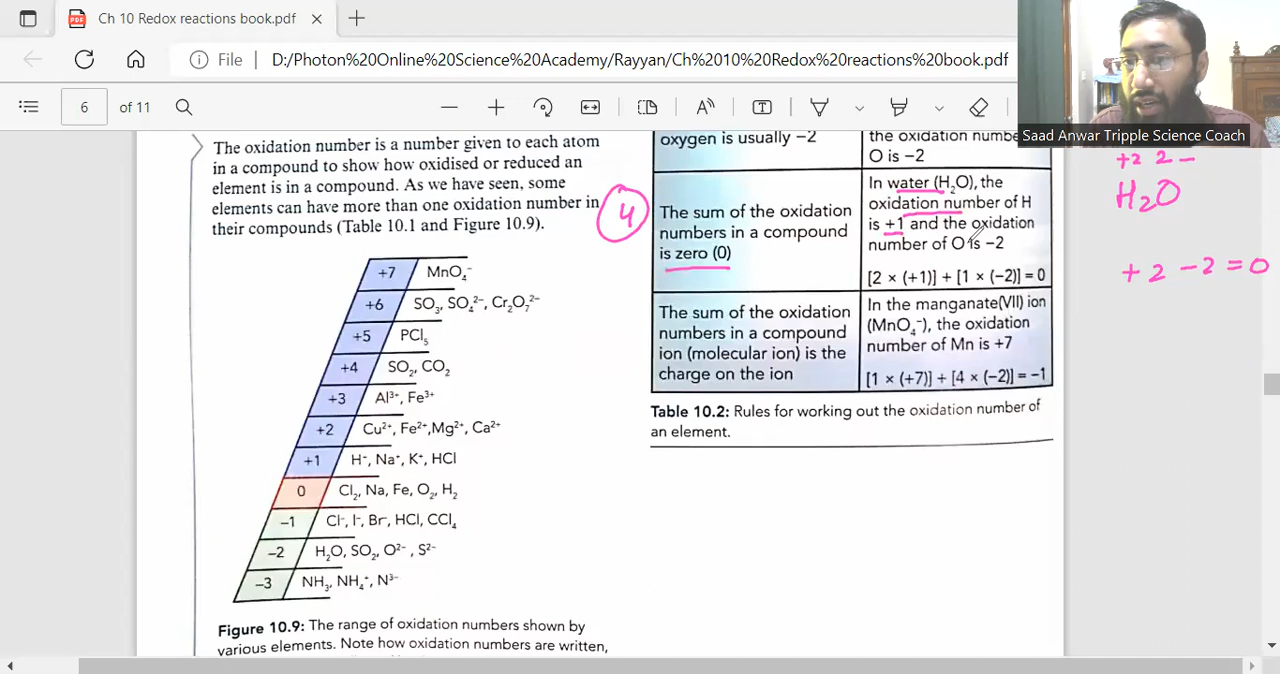 Ch 10 Redox reactions book.pdf
File D:/Photon%20Online%20Science%20Academy/Rayyan/Ch%2010%20Redox%20reactions%20book.pdf
6 of 11
Saad Anwar Tripple Science Coach
The oxidation number is a number given to each atom
in a compound to show how oxidised or reduced an
element is in a compound. As we have seen, some
elements can have more than one oxidation number in
their compounds (Table 10.1 and Figure 10.9).
+7 MnO₄⁻
+6 SO₃, SO₄²⁻, Cr₂O₇²⁻
+5 PCl₅
+4 SO₂, CO₂
+3 Al³⁺, Fe³⁺
+2 Cu²⁺, Fe²⁺,Mg²⁺, Ca²⁺
+1 H⁻, Na⁺, K⁺, HCl
0 Cl₂, Na, Fe, O₂, H₂
−1 Cl⁻, I⁻, Br⁻, HCl, CCl₄
−2 H₂O, SO₂, O²⁻ , S²⁻
−3 NH₃, NH₄⁺, N³⁻
Figure 10.9: The range of oxidation numbers shown by
various elements. Note how oxidation numbers are written,
4
oxygen is usually −2
the oxidation numbe
O is −2
The sum of the oxidation
numbers in a compound
is zero (0)
In water (H₂O), the
oxidation number of H
is +1 and the oxidation
number of O is −2
[2 × (+1)] + [1 × (−2)] = 0
The sum of the oxidation
numbers in a compound
ion (molecular ion) is the
charge on the ion
In the manganate(VII) ion
(MnO₄⁻), the oxidation
number of Mn is +7
[1 × (+7)] + [4 × (−2)] = −1
Table 10.2: Rules for working out the oxidation number of
an element.
+2 2 −
H₂O
+2 −2 = 0